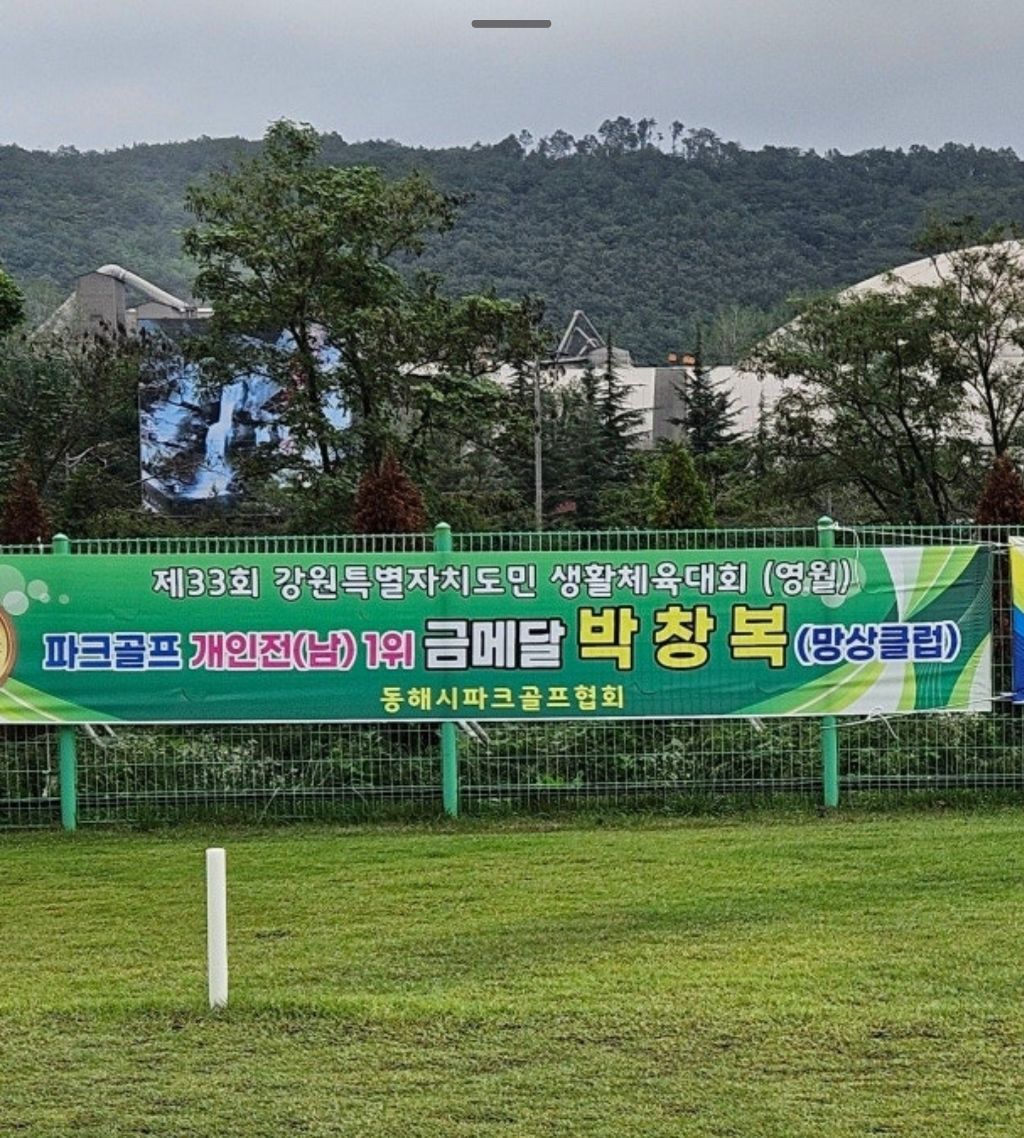 제33회 강원특별자치도민 생활체육대회 (영월)
파크골프 개인전(남) 1위 금메달 박창복 (망상클럽)
동해시파크골프협회